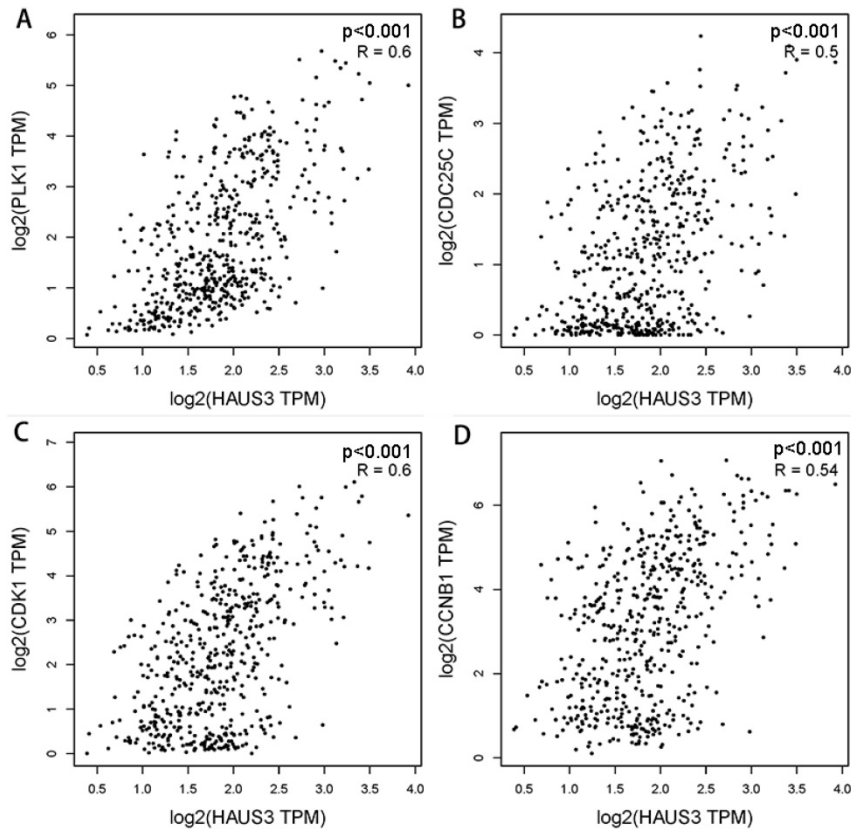 A
p<0.001
R = 0.6
log2(PLK1 TPM)
6
5
4
3
2
1
0
0.5 1.0 1.5 2.0 2.5 3.0 3.5 4.0
log2(HAUS3 TPM)
B
p<0.001
R = 0.5
log2(CDC25C TPM)
4
3
2
1
0
0.5 1.0 1.5 2.0 2.5 3.0 3.5 4.0
log2(HAUS3 TPM)
C
p<0.001
R = 0.6
log2(CDK1 TPM)
7
6
5
4
3
2
1
0
0.5 1.0 1.5 2.0 2.5 3.0 3.5 4.0
log2(HAUS3 TPM)
D
p<0.001
R = 0.54
log2(CCNB1 TPM)
6
4
2
0
0.5 1.0 1.5 2.0 2.5 3.0 3.5 4.0
log2(HAUS3 TPM)